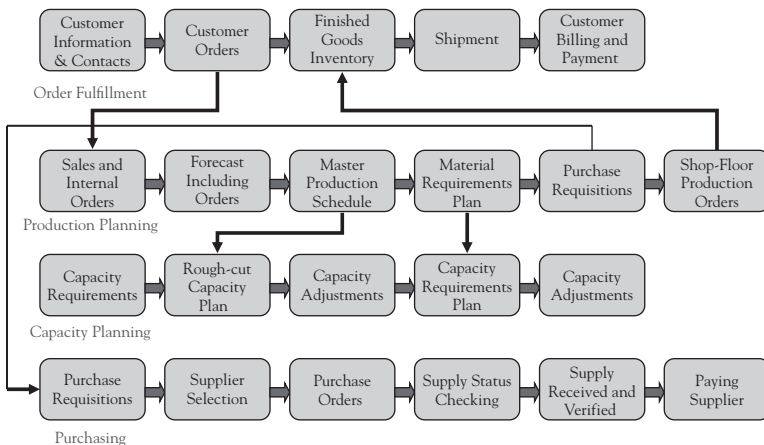 Customer
Information
& Contacts
Customer
Orders
Finished
Goods
Inventory
Shipment
Customer
Billing and
Payment
Order Fulfillment
Sales and
Internal
Orders
Forecast
Including
Orders
Master
Production
Schedule
Material
Requirements
Plan
Purchase
Requisitions
Shop-Floor
Production
Orders
Production Planning
Capacity
Requirements
Rough-cut
Capacity
Plan
Capacity
Adjustments
Capacity
Requirements
Plan
Capacity
Adjustments
Capacity Planning
Purchase
Requisitions
Supplier
Selection
Purchase
Orders
Supply Status
Checking
Supply
Received and
Verified
Paying
Supplier
Purchasing